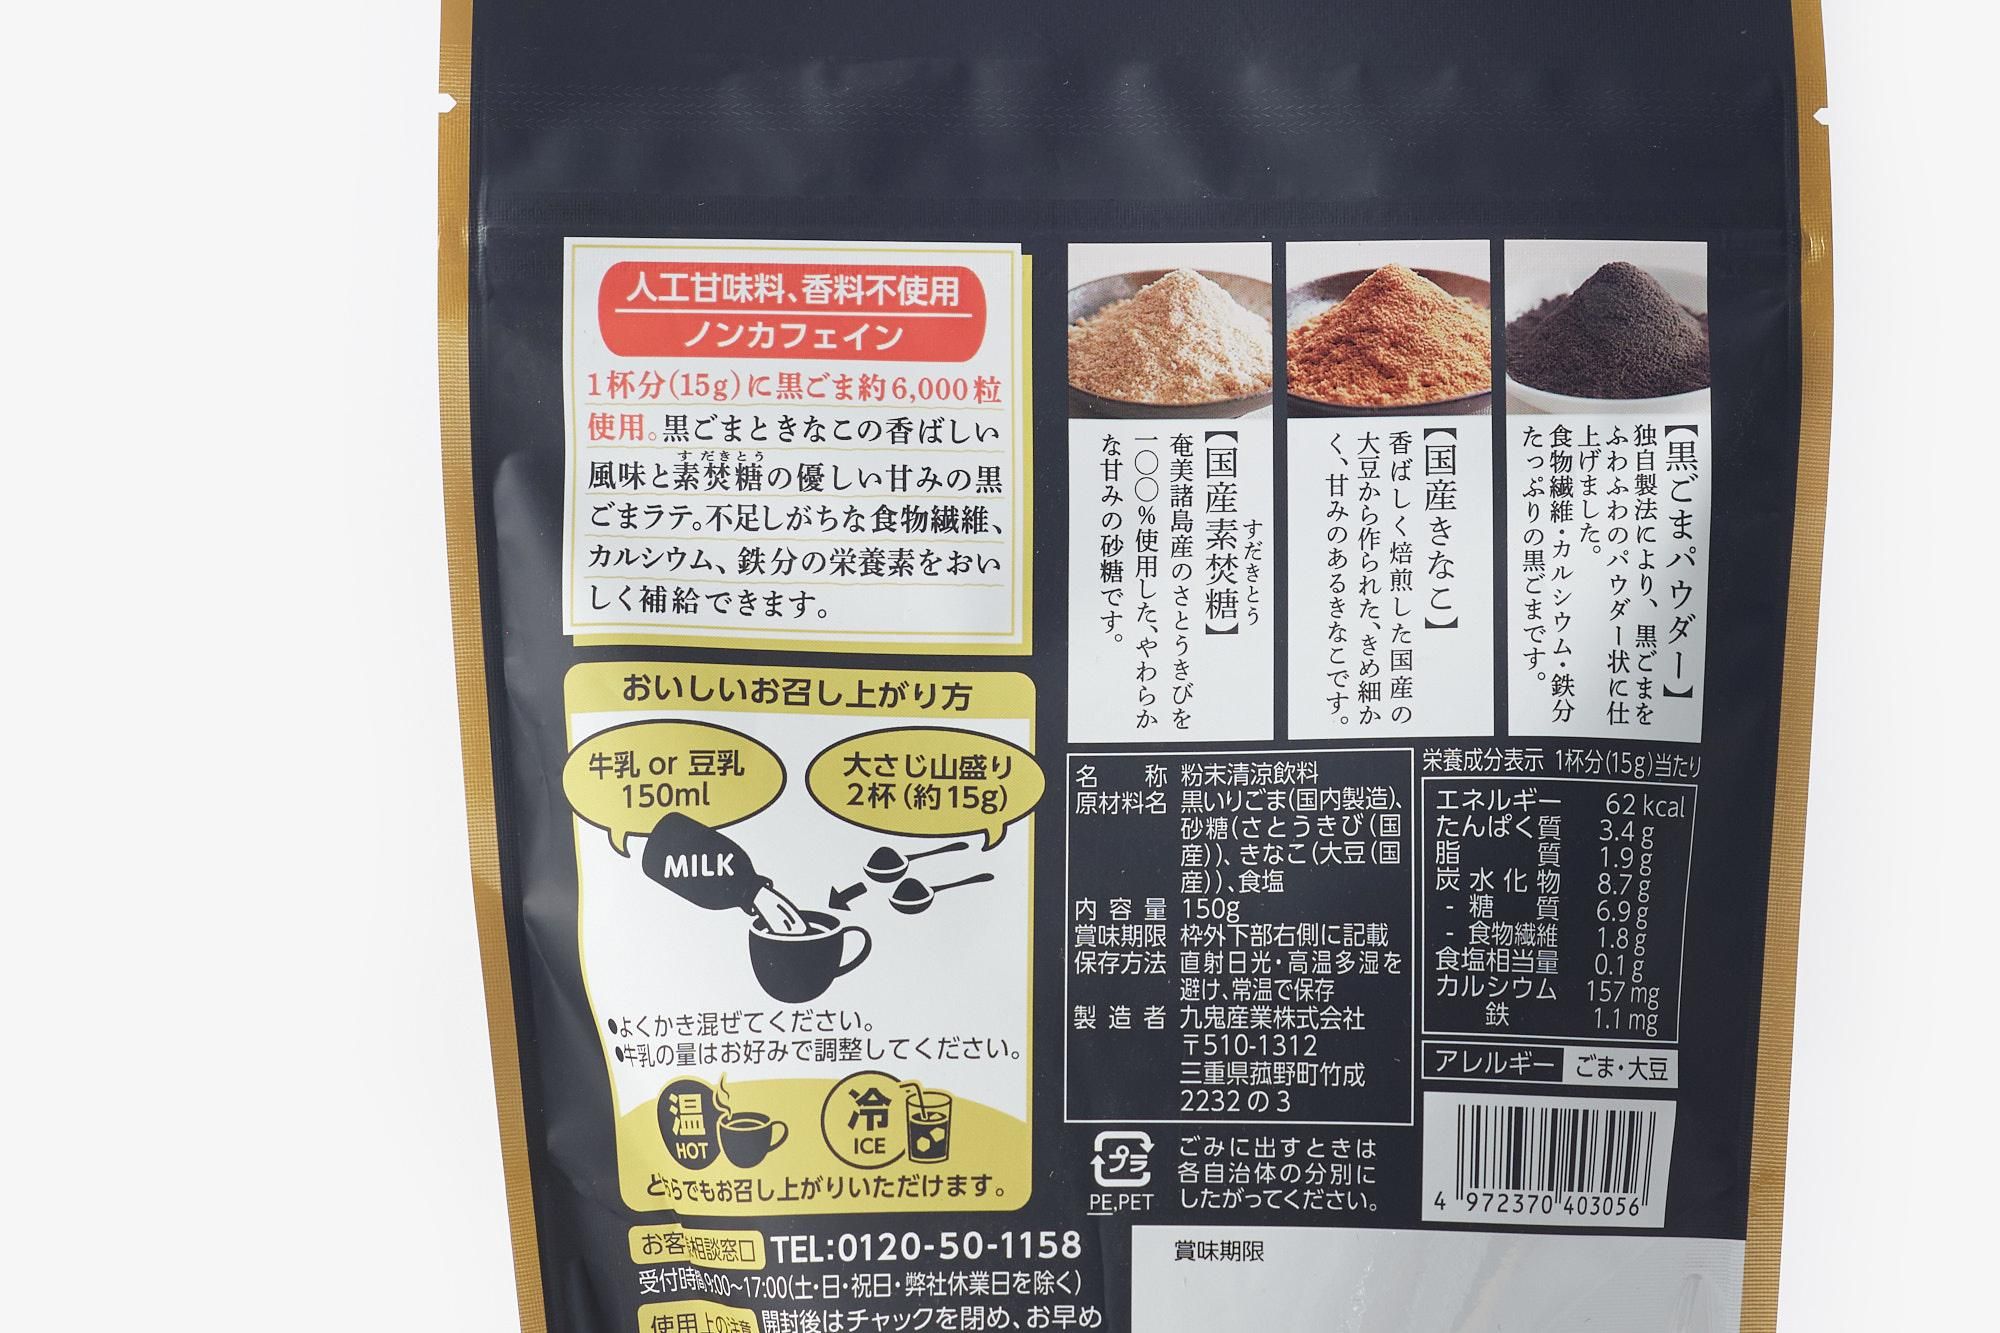 人工甘味料、香料不使用
ノンカフェイン
1杯分(15g)に黒ごま約6,000粒
使用。黒ごまときなこの香ばしい
すだきとう
風味と素焚糖の優しい甘みの黒
ごまラテ。不足しがちな食物繊維、
カルシウム、鉄分の栄養素をおい
しく補給できます。
【黒ごまパウダー】
独自製法により、黒ごまを
ふわふわのパウダー状に仕
上げました。
食物繊維・カルシウム・鉄分
たっぷりの黒ごまです。
【国産きなこ】
香ばしく焙煎した国産の
大豆から作られた、きめ細か
く、甘みのあるきなこです。
すだきとう
【国産素焚糖】
奄美諸島産のさとうきびを
一〇〇%使用した、やわらか
な甘みの砂糖です。
おいしいお召し上がり方
牛乳 or 豆乳
150ml
大さじ山盛り
2杯(約15g)
MILK
●よくかき混ぜてください。
●牛乳の量はお好みで調整してください。
温
HOT
冷
ICE
どちらでもお召し上がりいただけます。
名称 粉末清涼飲料
原材料名 黒いりごま(国内製造)、
砂糖(さとうきび(国
産))、きなこ(大豆(国
産))、食塩
内容量 150g
賞味期限 枠外下部右側に記載
保存方法 直射日光・高温多湿を
避け、常温で保存
製造者 九鬼産業株式会社
〒510-1312
三重県菰野町竹成
2232の3
栄養成分表示 1杯分(15g)当たり
エネルギー 62 kcal
たんぱく質 3.4 g
脂質 1.9 g
炭水化物 8.7 g
- 糖質 6.9 g
- 食物繊維 1.8 g
食塩相当量 0.1 g
カルシウム 157 mg
鉄 1.1 mg
アレルギー ごま・大豆
プラ
PE,PET
ごみに出すときは
各自治体の分別に
したがってください。
4 972370 403056
お客様相談窓口 TEL:0120-50-1158
受付時間9:00~17:00(土・日・祝日・弊社休業日を除く)
賞味期限
使用上の注意 開封後はチャックを閉め、お早め